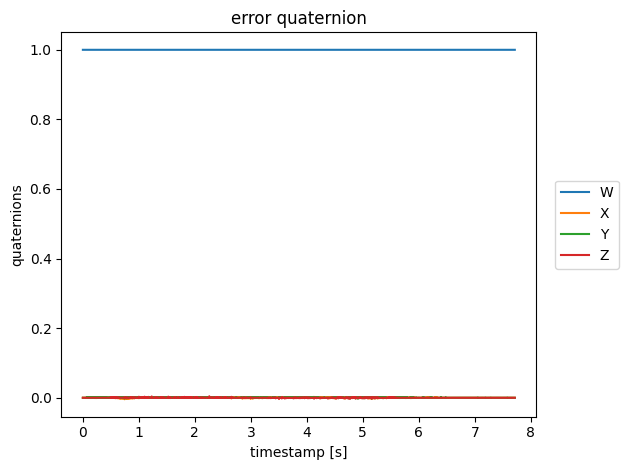 error quaternion
quaternions
1.0
0.8
0.6
0.4
0.2
0.0
0 1 2 3 4 5 6 7 8
timestamp [s]
W
X
Y
Z